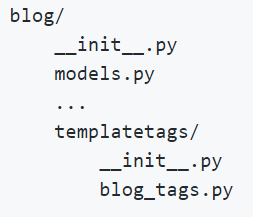 blog/
    __init__.py
    models.py
    ...
    templatetags/
        __init__.py
        blog_tags.py